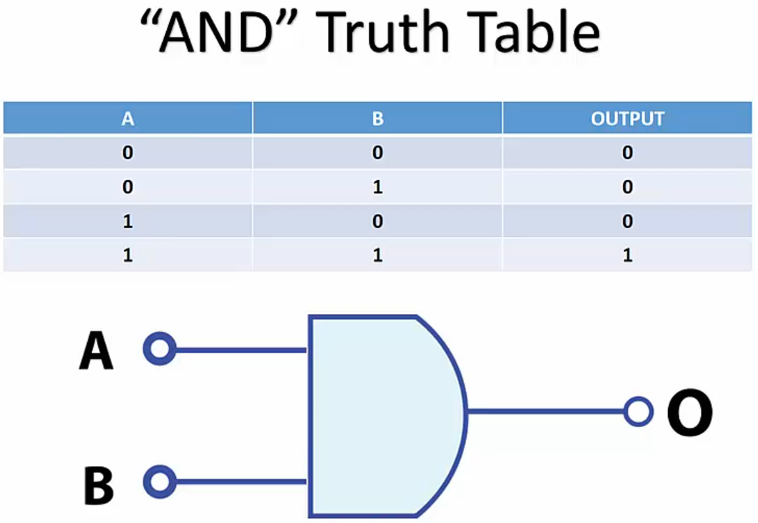 “AND” Truth Table
A B OUTPUT
0 0 0
0 1 0
1 0 0
1 1 1
A
O
B